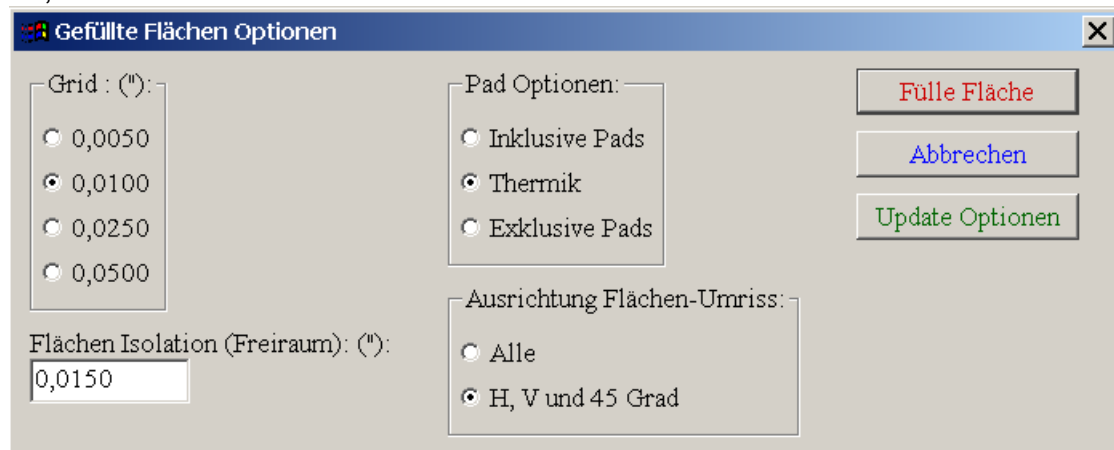 Gefüllte Flächen Optionen
Grid : ("):
0,0050
0,0100
0,0250
0,0500
Flächen Isolation (Freiraum): ("):
0,0150
Pad Optionen:
Inklusive Pads
Thermik
Exklusive Pads
Ausrichtung Flächen-Umriss:
Alle
H, V und 45 Grad
Fülle Fläche
Abbrechen
Update Optionen